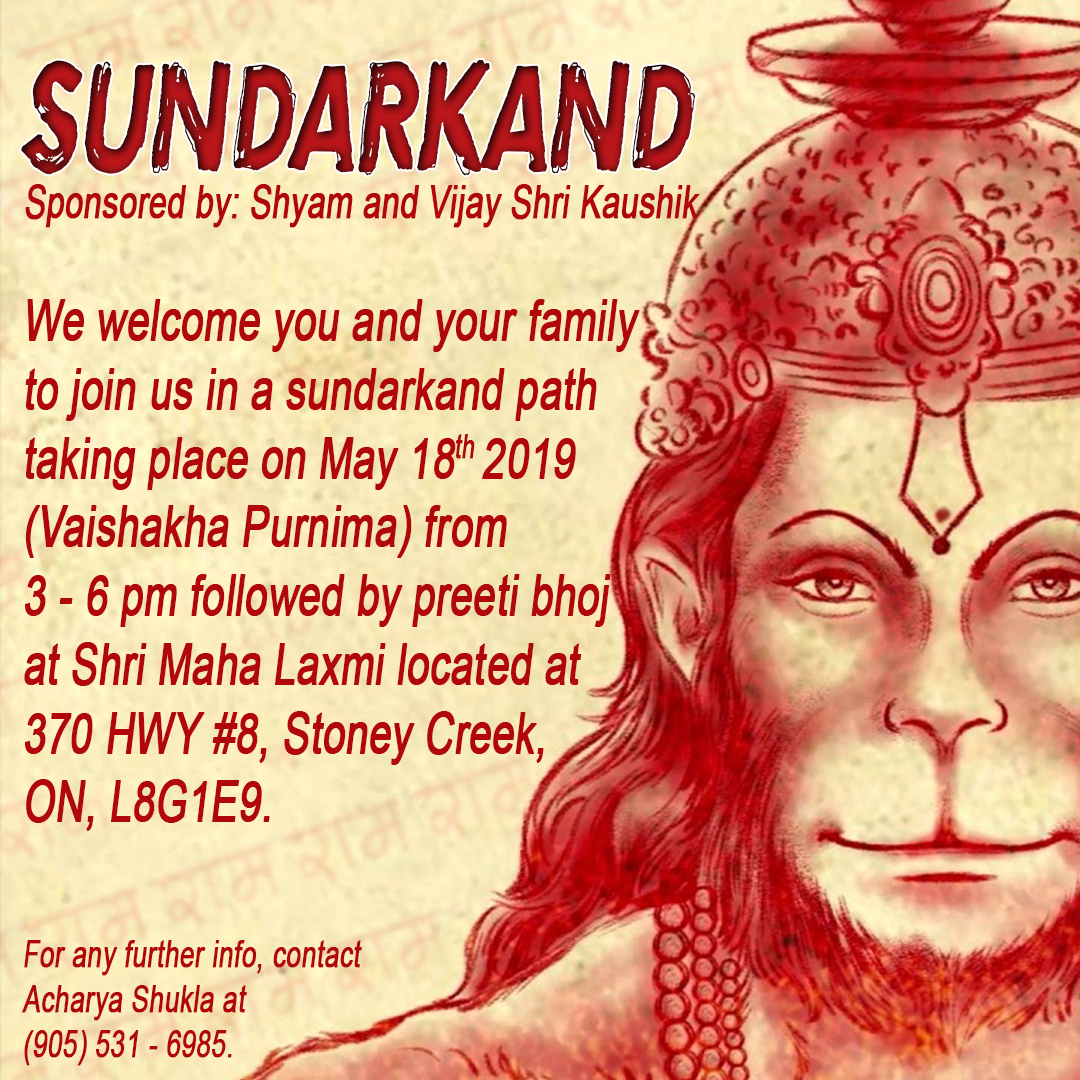 SUNDARKAND
Sponsored by: Shyam and Vijay Shri Kaushik
We welcome you and your family
to join us in a sundarkand path
taking place on May 18th 2019
(Vaishakha Purnima) from
3 - 6 pm followed by preeti bhoj
at Shri Maha Laxmi located at
370 HWY #8, Stoney Creek,
ON, L8G1E9.
For any further info, contact
Acharya Shukla at
(905) 531 - 6985.